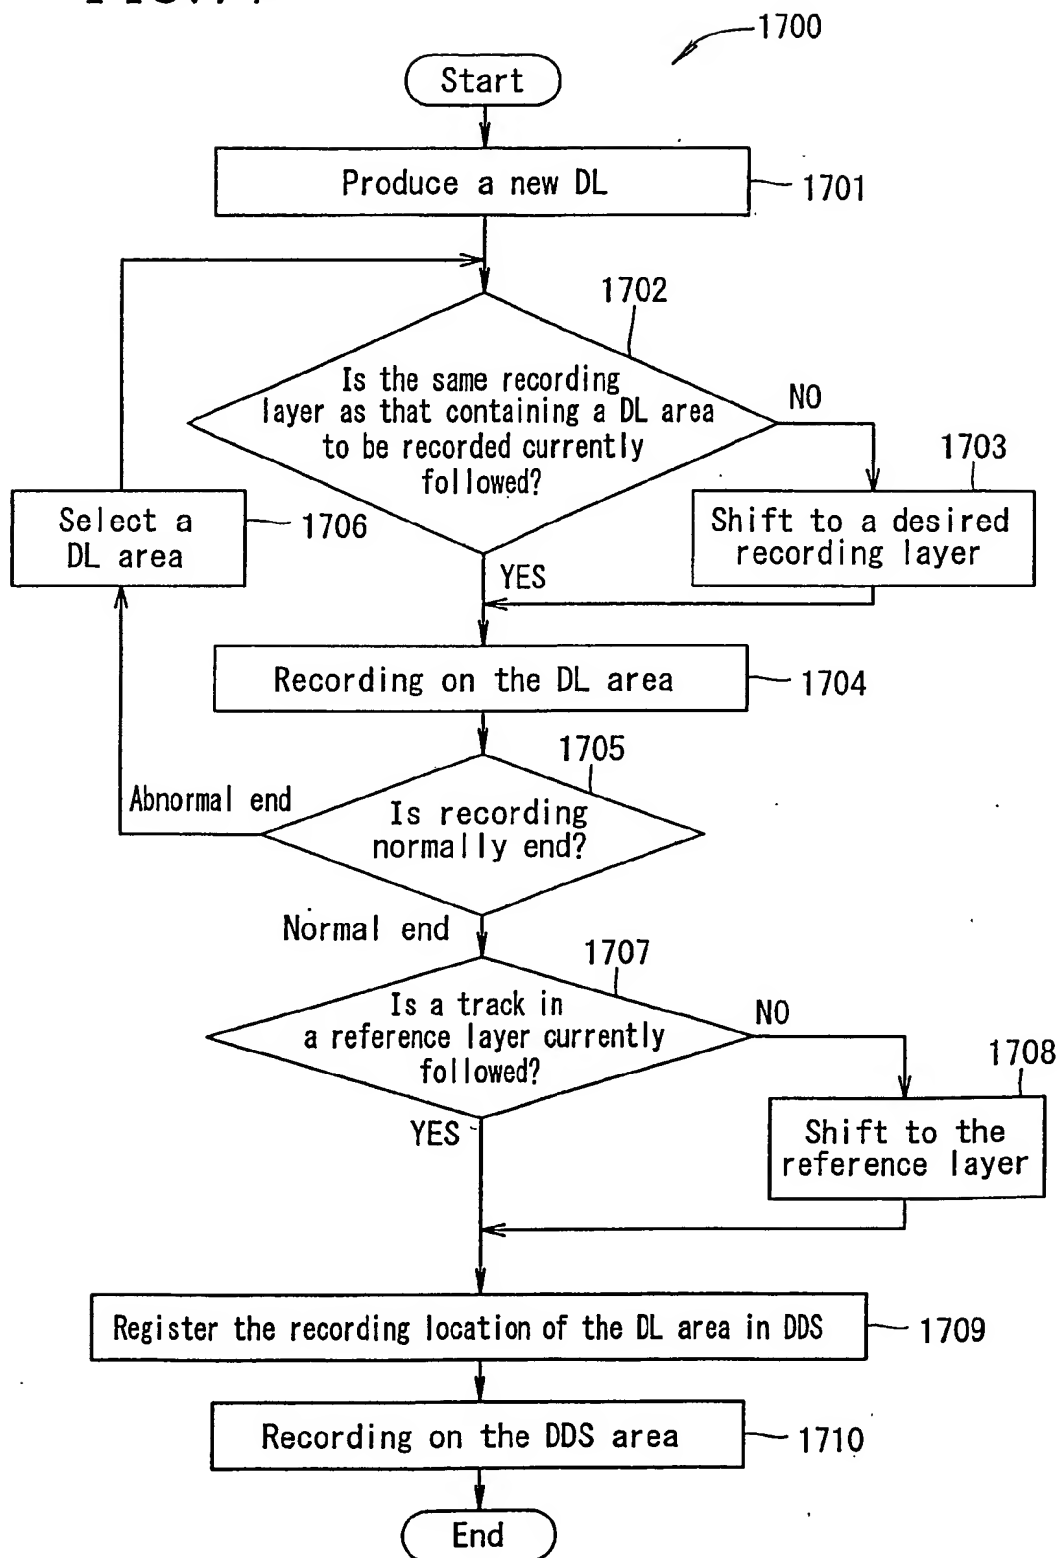 1700
Start
Produce a new DL
1701
1702
Is the same recording
layer as that containing a DL area
to be recorded currently
followed?
NO
1703
Select a
DL area
1706
Shift to a desired
recording layer
YES
Recording on the DL area
1704
1705
Abnormal end
Is recording
normally end?
Normal end
1707
Is a track in
a reference layer currently
followed?
NO
1708
YES
Shift to the
reference layer
Register the recording location of the DL area in DDS
1709
Recording on the DDS area
1710
End